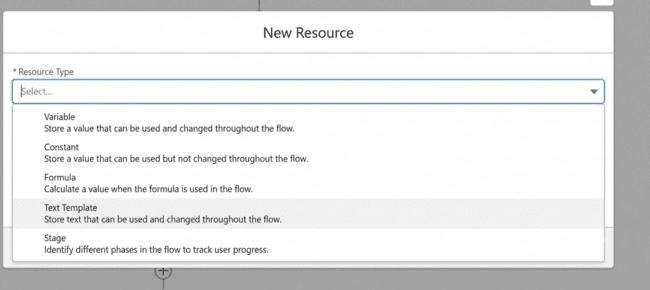 New Resource
* Resource Type
Select...
Variable
Store a value that can be used and changed throughout the flow.
Constant
Store a value that can be used but not changed throughout the flow.
Formula
Calculate a value when the formula is used in the flow.
Text Template
Store text that can be used and changed throughout the flow.
Stage
Identify different phases in the flow to track user progress.